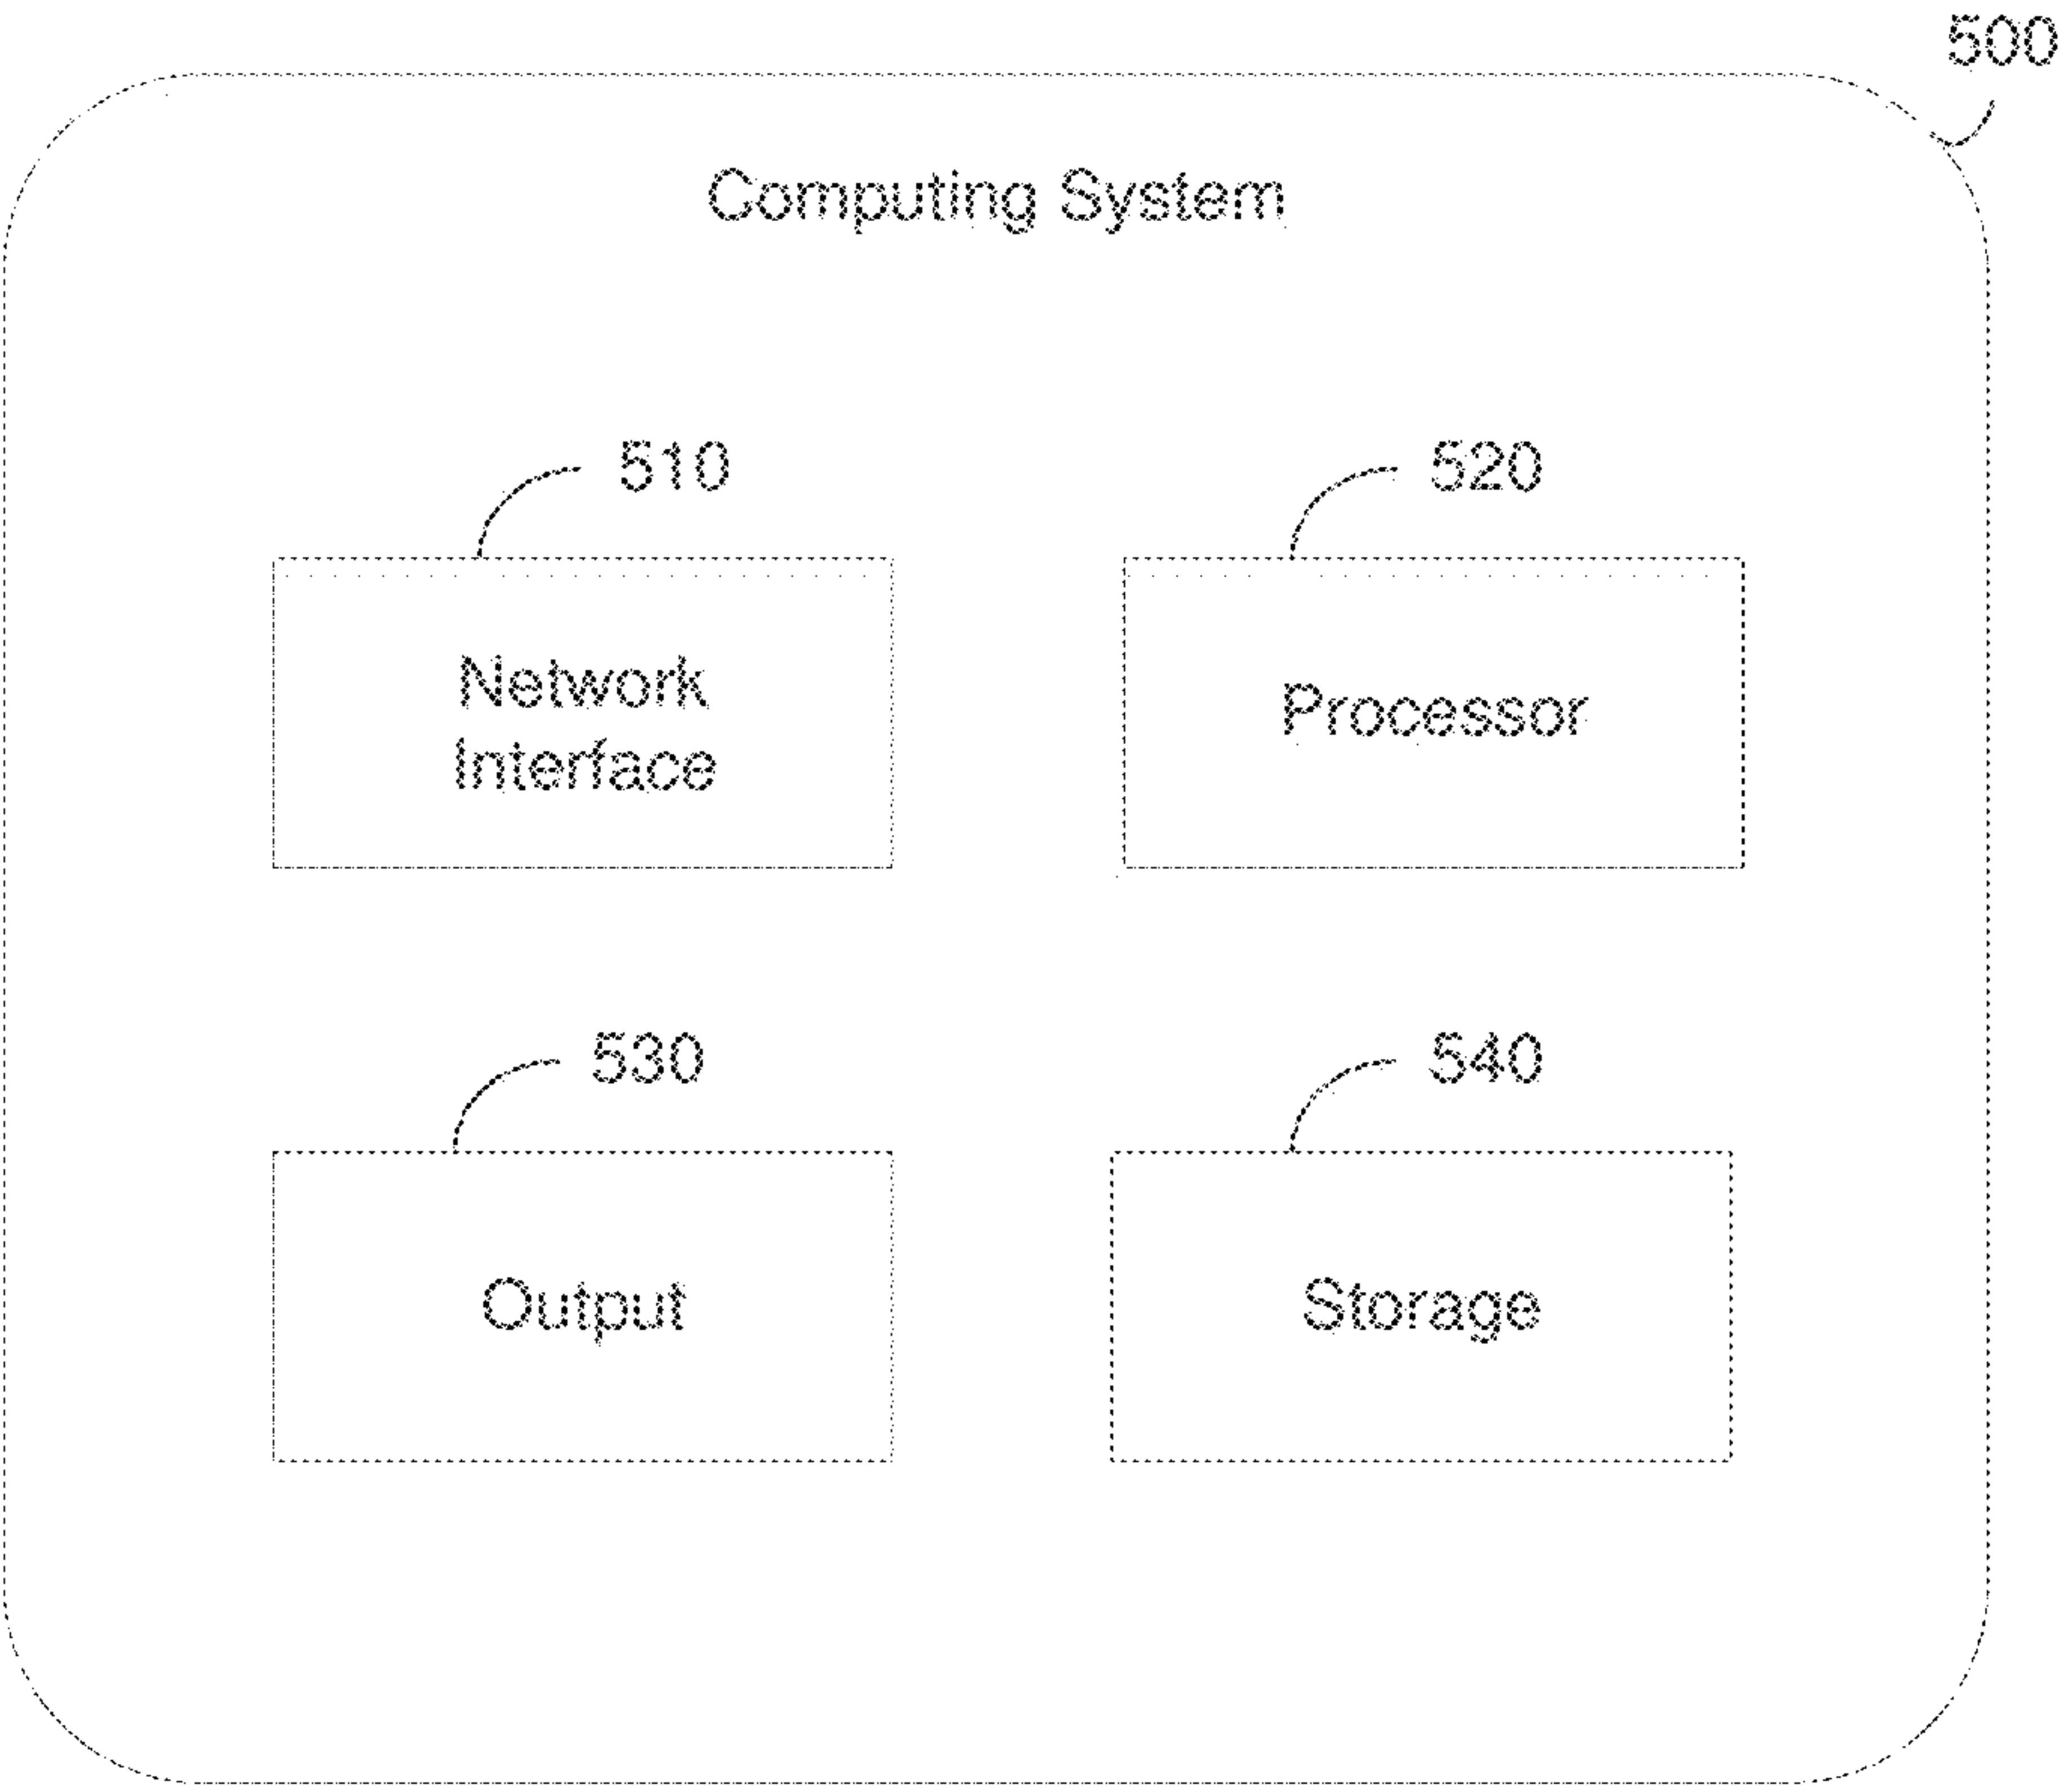 500
Computing System
510
520
Network
Interface
Processor
530
540
Output
Storage